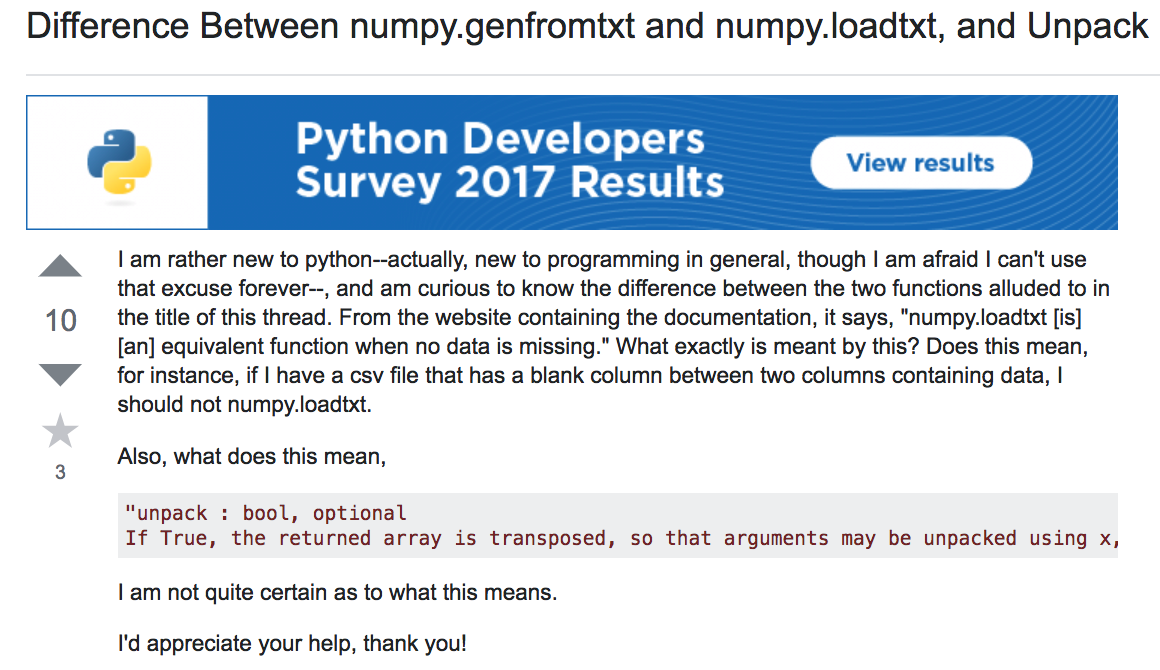 Difference Between numpy.genfromtxt and numpy.loadtxt, and Unpack
Python Developers
Survey 2017 Results
View results
10
3
I am rather new to python--actually, new to programming in general, though I am afraid I can't use
that excuse forever--, and am curious to know the difference between the two functions alluded to in
the title of this thread. From the website containing the documentation, it says, "numpy.loadtxt [is]
[an] equivalent function when no data is missing." What exactly is meant by this? Does this mean,
for instance, if I have a csv file that has a blank column between two columns containing data, I
should not numpy.loadtxt.
Also, what does this mean,
"unpack : bool, optional
If True, the returned array is transposed, so that arguments may be unpacked using x,
I am not quite certain as to what this means.
I'd appreciate your help, thank you!